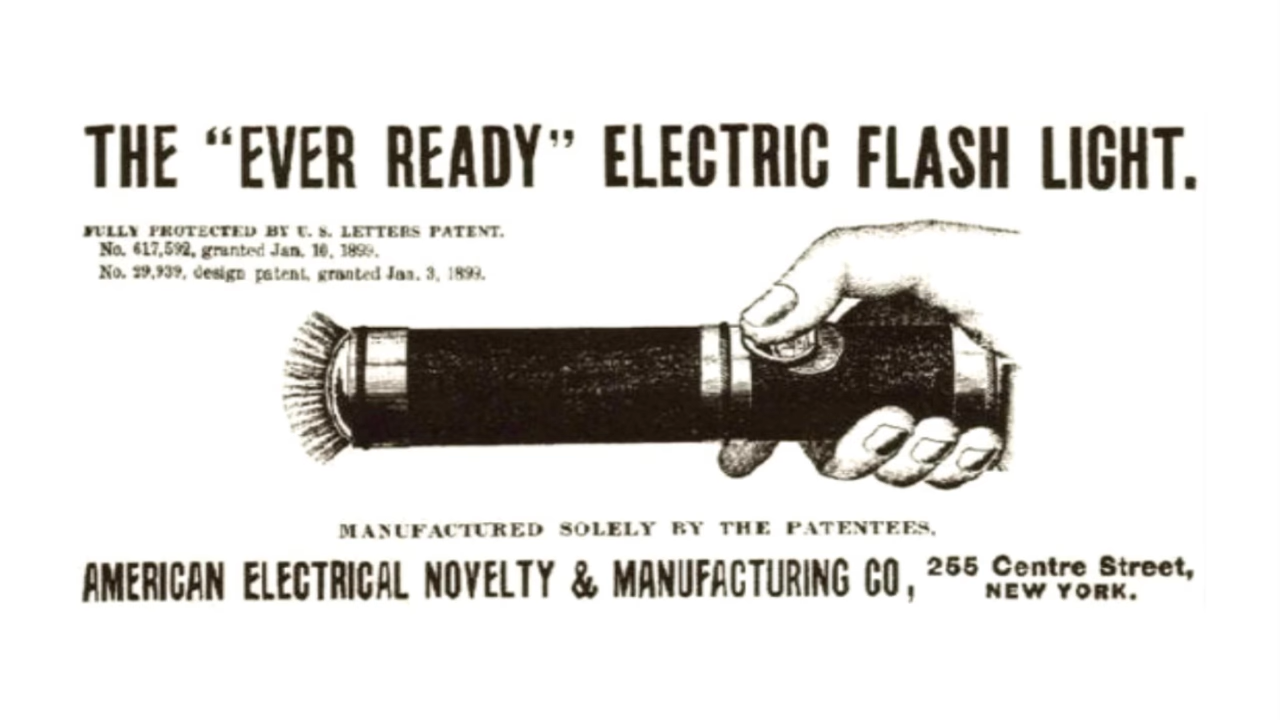 THE “EVER READY” ELECTRIC FLASH LIGHT.
FULLY PROTECTED BY U. S. LETTERS PATENT.
No. 617,592, granted Jan. 10, 1899.
No. 29,939, design patent, granted Jan. 3, 1899.
MANUFACTURED SOLELY BY THE PATENTEES,
AMERICAN ELECTRICAL NOVELTY & MANUFACTURING CO, 255 Centre Street,
NEW YORK.